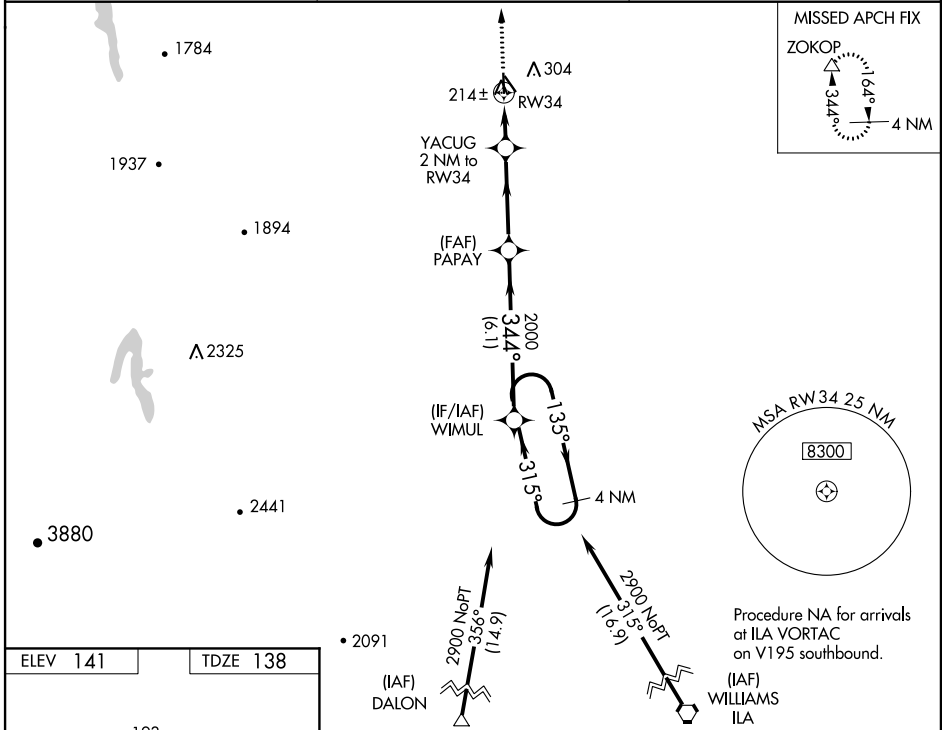 MISSED APCH FIX
ZOKOP
344°
164°
4 NM
1784
304
214±
RW34
YACUG
2 NM to
RW34
1937
1894
(FAF)
PAPAY
2000
344°
(6.1)
2325
(IF/IAF)
WIMUL
135°
315°
4 NM
MSA RW34 25 NM
8300
2441
3880
2900 NoPT
356°
(14.9)
2900 NoPT
315°
(16.9)
Procedure NA for arrivals
at ILA VORTAC
on V195 southbound.
2091
ELEV 141
TDZE 138
(IAF)
DALON
(IAF)
WILLIAMS
ILA